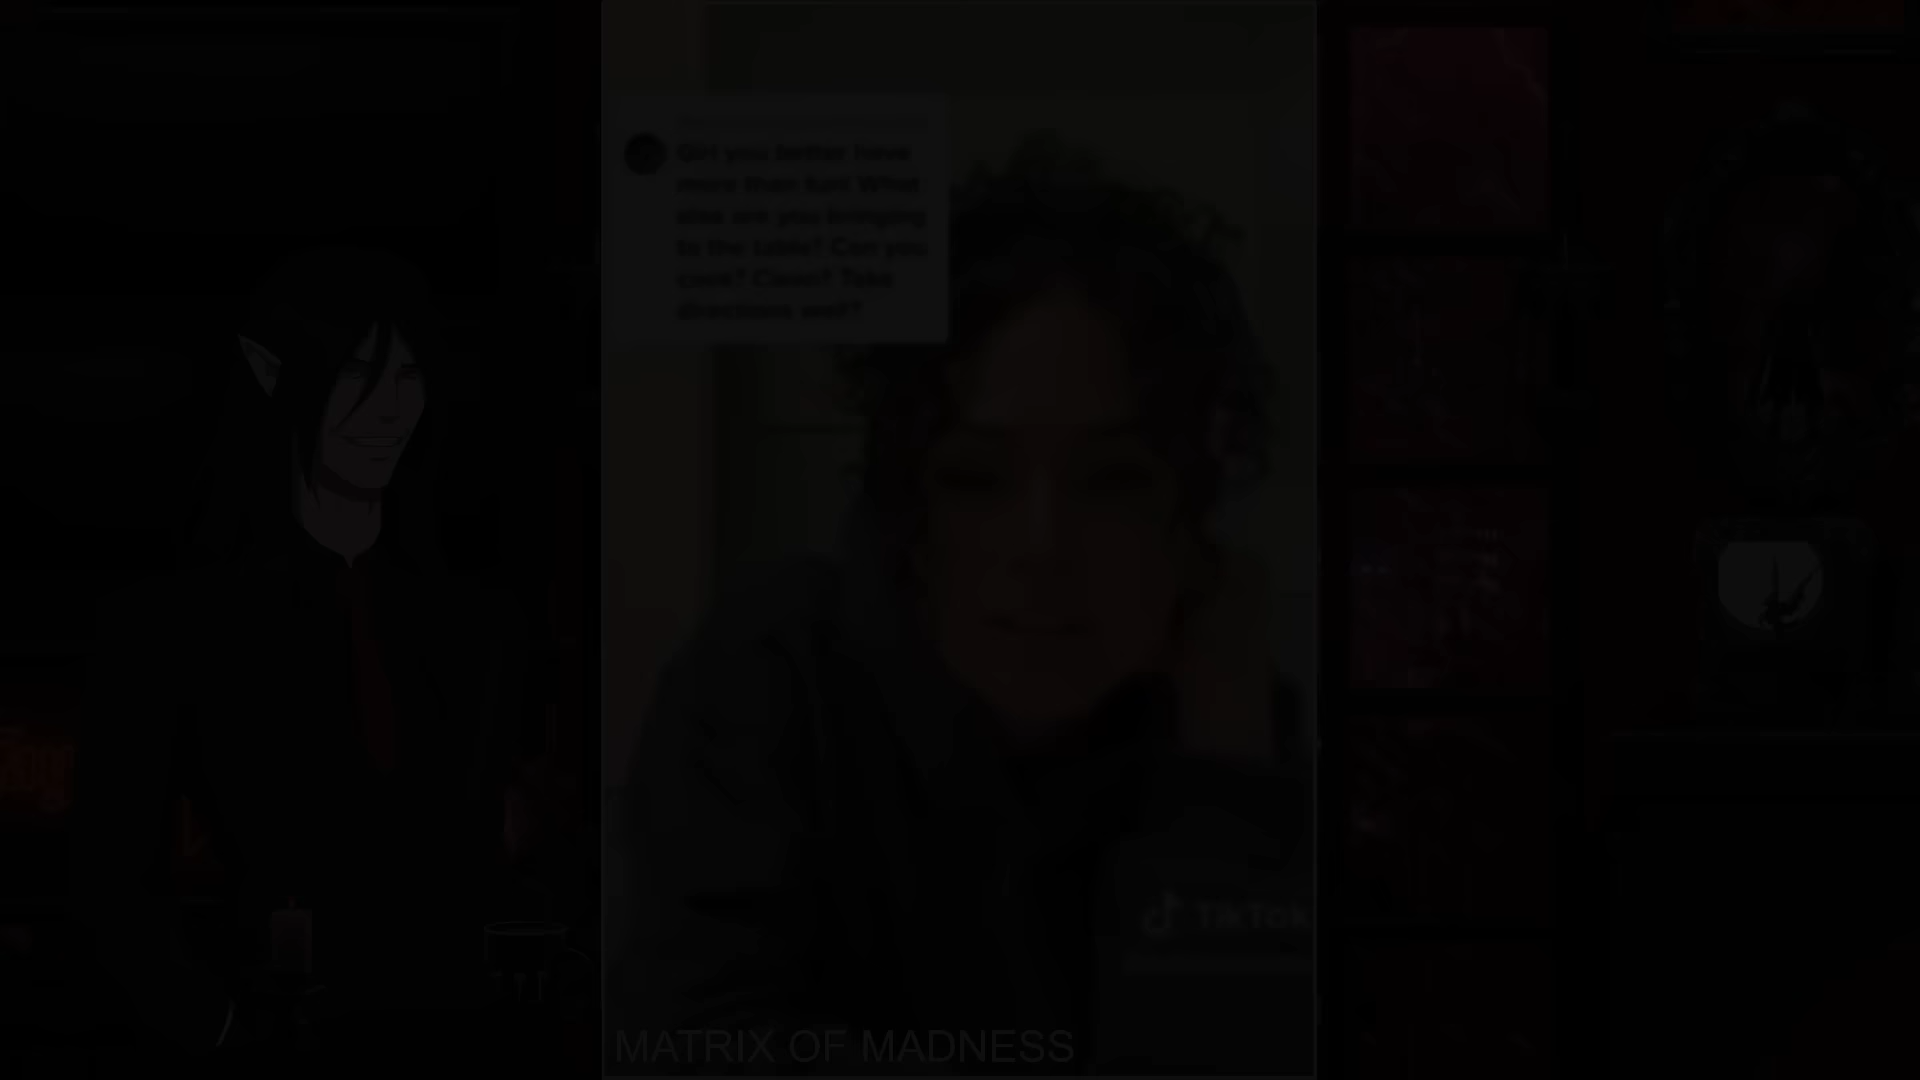 Girl you better have
more than fun! What
else are you bringing
to the table? Can you
cook? Clean? Take
directions well?
TikTok
MATRIX OF MADNESS